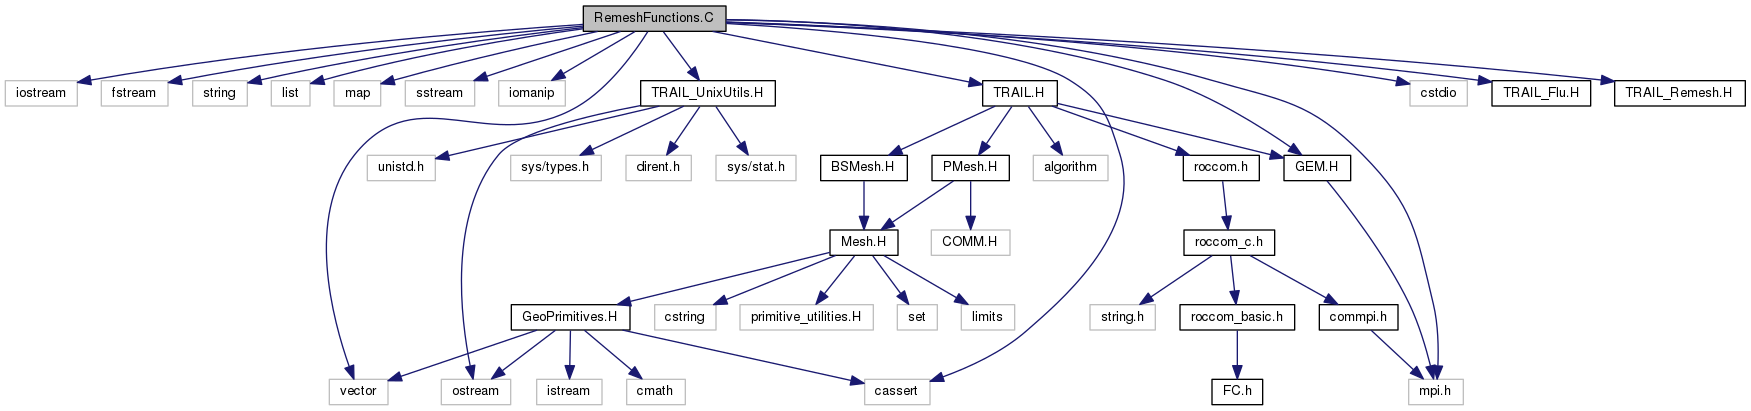 RemeshFunctions.C
iostream
fstream
string
list
map
sstream
iomanip
TRAIL_UnixUtils.H
TRAIL.H
cstdio
TRAIL_Flu.H
TRAIL_Remesh.H
unistd.h
sys/types.h
dirent.h
sys/stat.h
BSMesh.H
PMesh.H
algorithm
roccom.h
GEM.H
Mesh.H
COMM.H
roccom_c.h
GeoPrimitives.H
cstring
primitive_utilities.H
set
limits
string.h
roccom_basic.h
commpi.h
vector
ostream
istream
cmath
cassert
FC.h
mpi.h